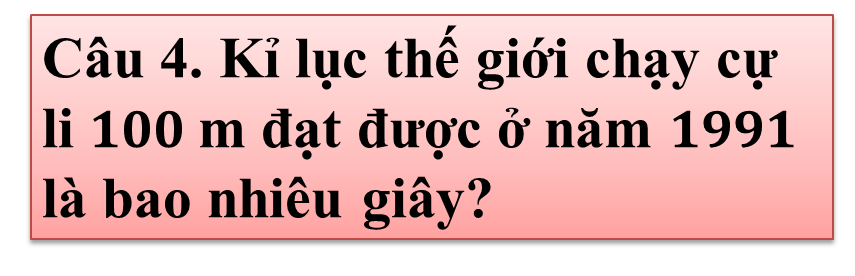 Câu 4. Kỉ lục thế giới chạy cự
li 100 m đạt được ở năm 1991
là bao nhiêu giây?